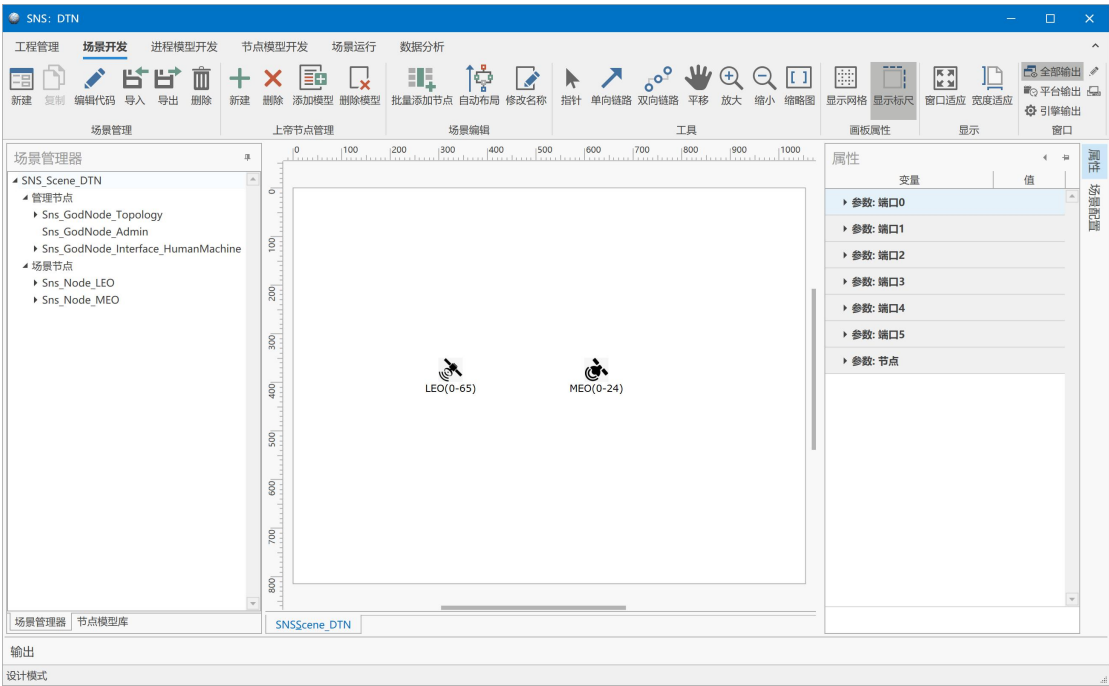 SNS: DTN
工程管理 场景开发 进程模型开发 节点模型开发 场景运行 数据分析
新建 复制 编辑代码 导入 导出 删除 新建 删除 添加模型 删除模型 批量添加节点 自动布局 修改名称 指针 单向链路 双向链路 平移 放大 缩小 缩略图 显示网格 显示标尺 窗口适应 宽度适应 全部输出 平台输出 引擎输出
场景管理 上帝节点管理 场景编辑 工具 画板属性 显示 窗口
场景管理器
SNS_Scene_DTN
管理节点
Sns_GodNode_Topology
Sns_GodNode_Admin
Sns_GodNode_Interface_HumanMachine
场景节点
Sns_Node_LEO
Sns_Node_MEO
场景管理器 节点模型库
0 100 200 300 400 500 600 700 800 900 1000
0
100
200
300
400
500
600
700
800
LEO(0-65) MEO(0-24)
SNSScene_DTN
属性
变量 值
参数: 端口0
参数: 端口1
参数: 端口2
参数: 端口3
参数: 端口4
参数: 端口5
参数: 节点
属性
场景配置
输出
设计模式